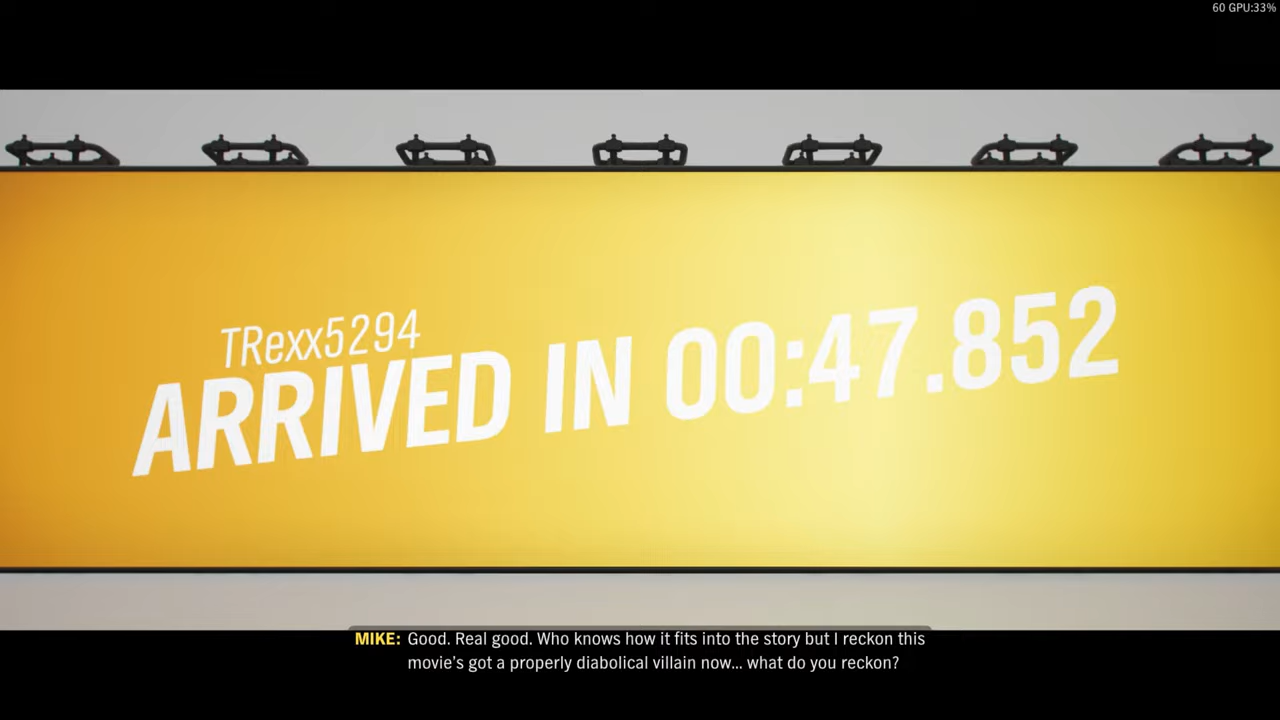 60 GPU:33%
TRexx5294
ARRIVED IN 00:47.852
MIKE: Good. Real good. Who knows how it fits into the story but I reckon this
movie's got a properly diabolical villain now... what do you reckon?